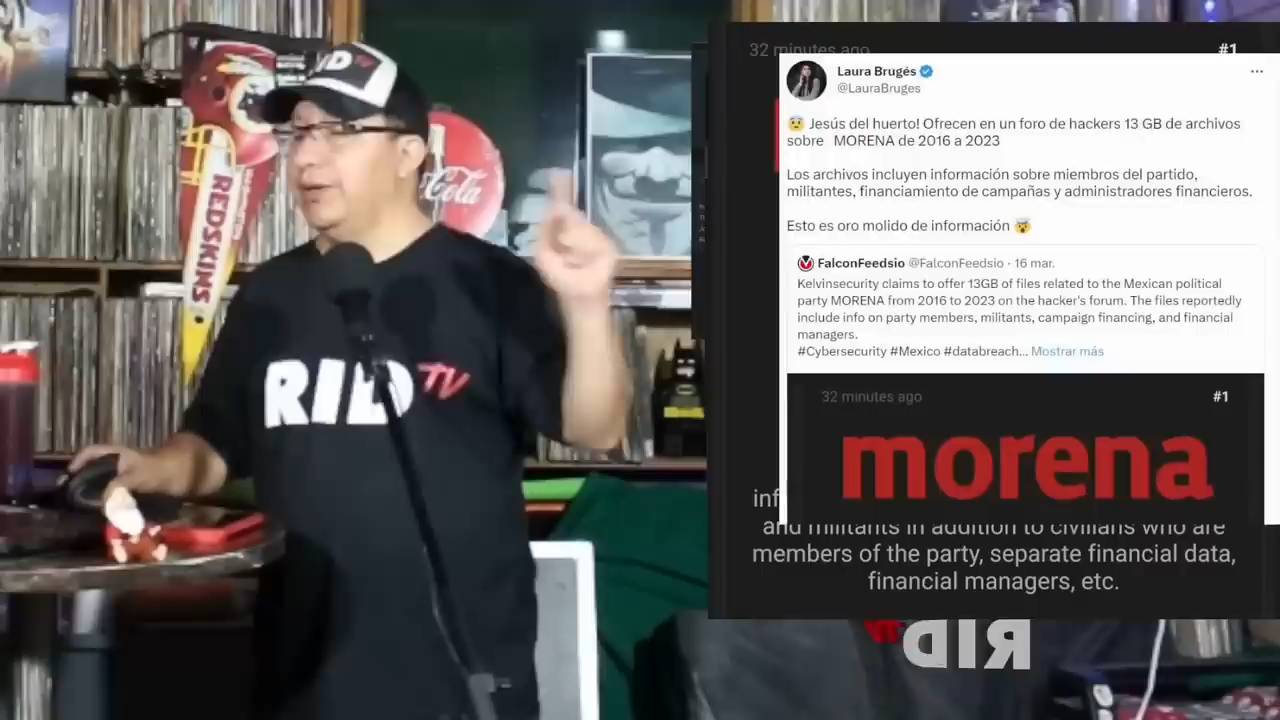 RID TV
REDSKINS
Cola
RID TV
32 minutes ago #1
Laura Brugés
@LauraBruges
😨 Jesús del huerto! Ofrecen en un foro de hackers 13 GB de archivos
sobre MORENA de 2016 a 2023
Los archivos incluyen información sobre miembros del partido,
militantes, financiamiento de campañas y administradores financieros.
Esto es oro molido de información 🤯
FalconFeedsio @FalconFeedsio · 16 mar.
Kelvinsecurity claims to offer 13GB of files related to the Mexican political
party MORENA from 2016 to 2023 on the hacker's forum. The files reportedly
include info on party members, militants, campaign financing, and financial
managers.
#Cybersecurity #Mexico #databreach... Mostrar más
32 minutes ago #1
morena
inf
and militants in addition to civilians who are
members of the party, separate financial data,
financial managers, etc.
RID